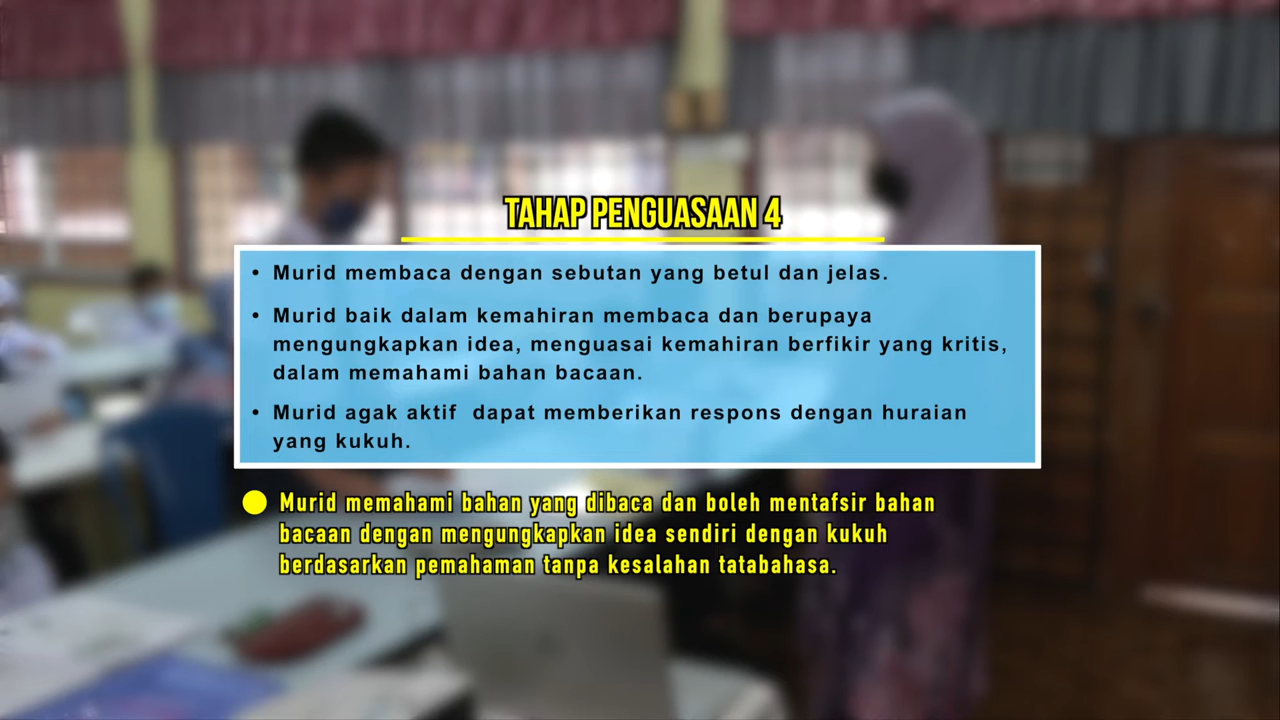 TAHAP PENGUASAAN 4
• Murid membaca dengan sebutan yang betul dan jelas.
• Murid baik dalam kemahiran membaca dan berupaya
mengungkapkan idea, menguasai kemahiran berfikir yang kritis,
dalam memahami bahan bacaan.
• Murid agak aktif  dapat memberikan respons dengan huraian
yang kukuh.
Murid memahami bahan yang dibaca dan boleh mentafsir bahan
bacaan dengan mengungkapkan idea sendiri dengan kukuh
berdasarkan pemahaman tanpa kesalahan tatabahasa.